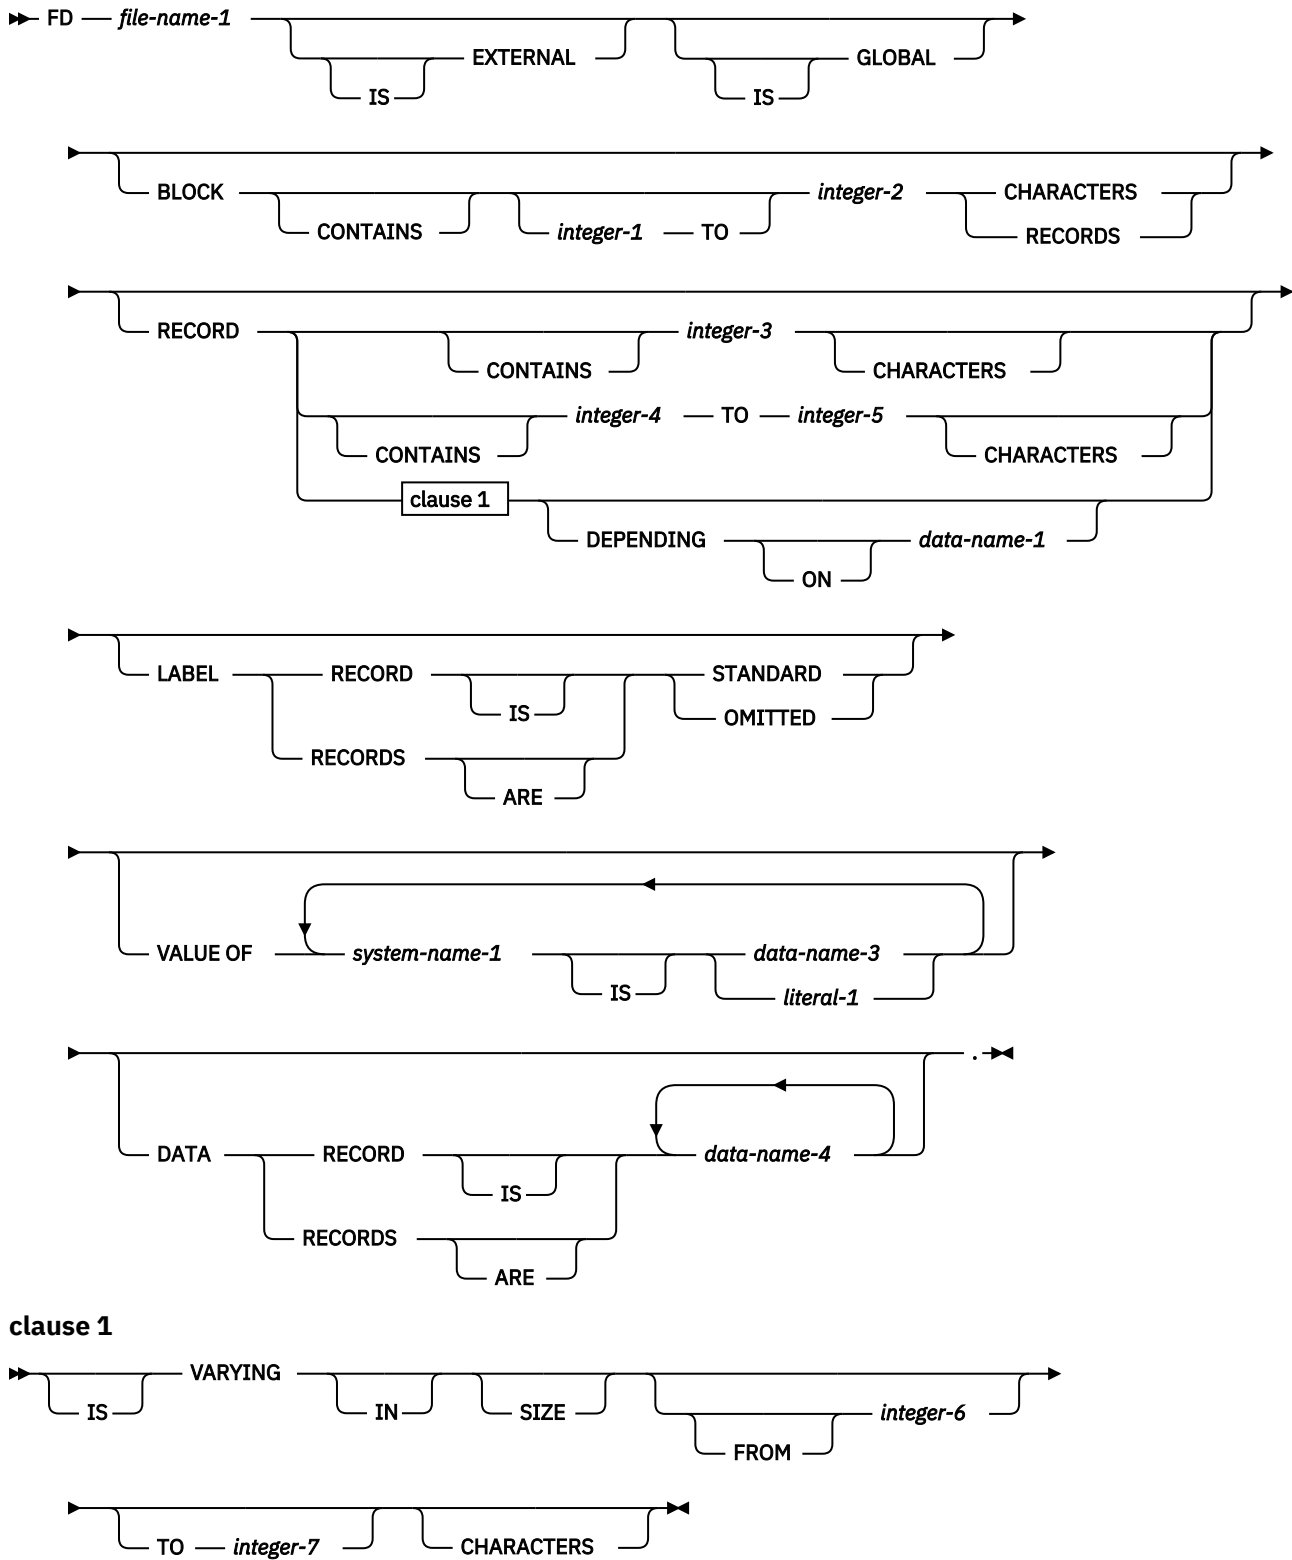 FD file-name-1
IS EXTERNAL IS GLOBAL
BLOCK CONTAINS integer-1 TO integer-2 CHARACTERS
RECORDS
RECORD CONTAINS integer-3 CHARACTERS
CONTAINS integer-4 TO integer-5 CHARACTERS
clause 1
DEPENDING ON data-name-1
LABEL RECORD IS STANDARD
OMITTED
RECORDS ARE
VALUE OF system-name-1 IS data-name-3
literal-1
.
DATA RECORD IS data-name-4
RECORDS ARE
clause 1
IS VARYING IN SIZE FROM integer-6
TO integer-7 CHARACTERS